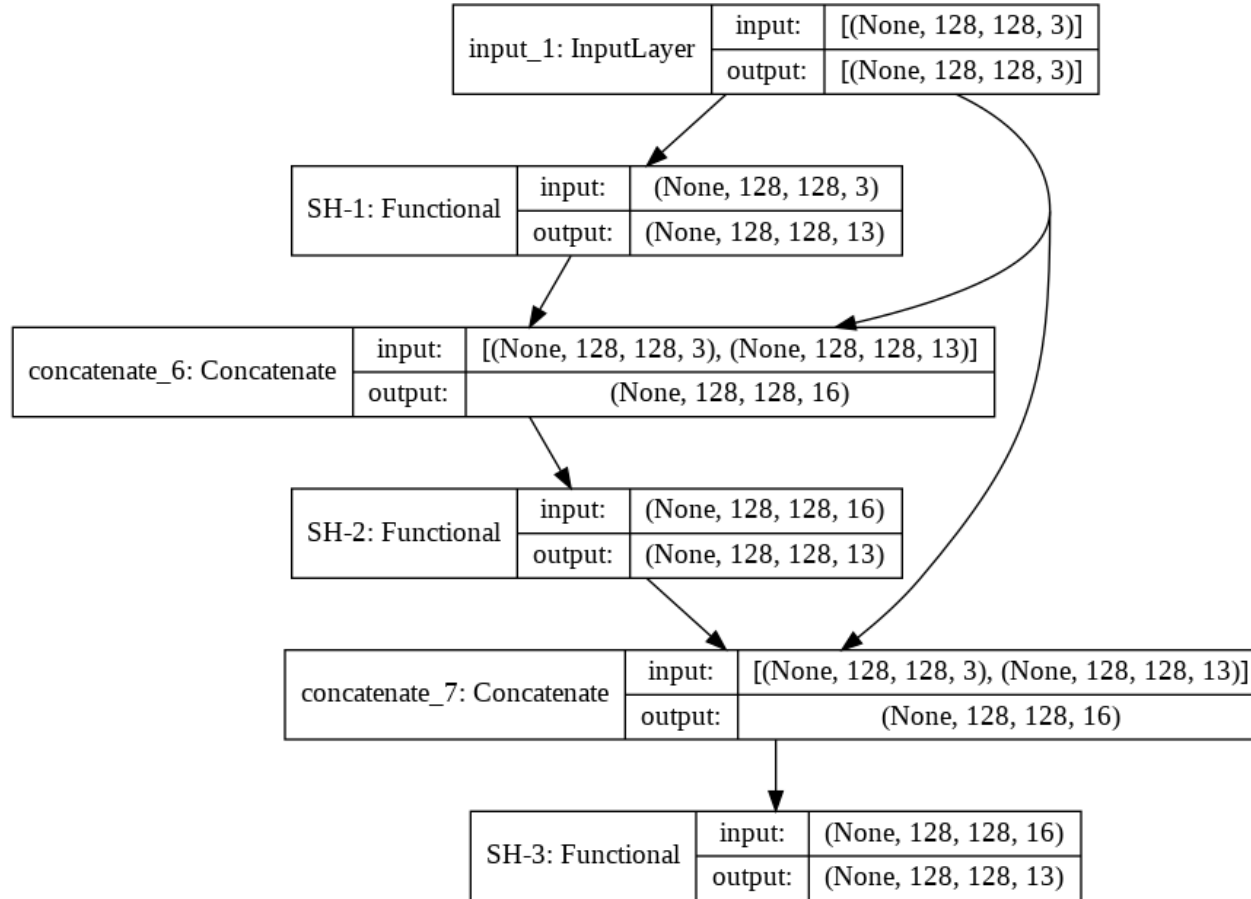 input_1: InputLayer
input: [(None, 128, 128, 3)]
output: [(None, 128, 128, 3)]
SH-1: Functional
input: (None, 128, 128, 3)
output: (None, 128, 128, 13)
concatenate_6: Concatenate
input: [(None, 128, 128, 3), (None, 128, 128, 13)]
output: (None, 128, 128, 16)
SH-2: Functional
input: (None, 128, 128, 16)
output: (None, 128, 128, 13)
concatenate_7: Concatenate
input: [(None, 128, 128, 3), (None, 128, 128, 13)]
output: (None, 128, 128, 16)
SH-3: Functional
input: (None, 128, 128, 16)
output: (None, 128, 128, 13)